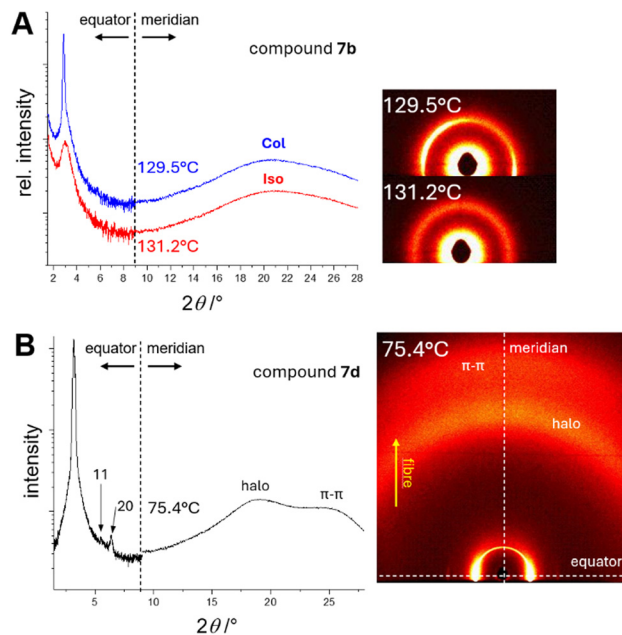 A
equator meridian
compound 7b
rel. intensity
129.5°C
Col
Iso
131.2°C
2 4 6 8 10 12 14 16 18 20 22 24 26 28
2θ/°
129.5°C
131.2°C
B
equator meridian
compound 7d
intensity
11
20
75.4°C
halo
π-π
5 10 15 20 25 30
2θ/°
75.4°C
meridian
π-π
halo
fibre
equator